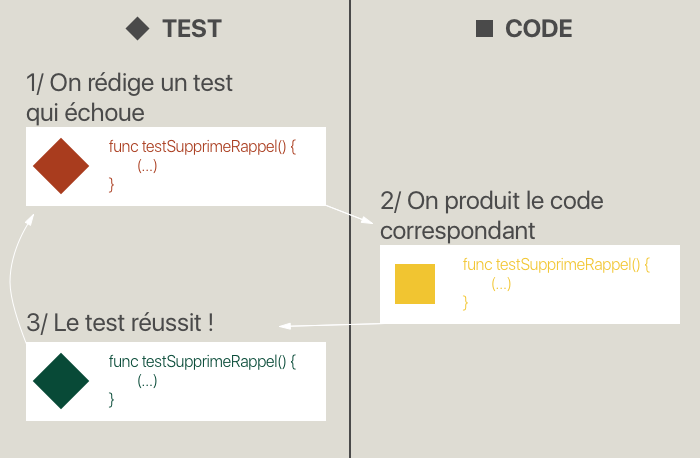 TEST
CODE
1/ On rédige un test
qui échoue
func testSupprimeRappel() {
(...)
}
2/ On produit le code
correspondant
func testSupprimeRappel() {
(...)
}
3/ Le test réussit !
func testSupprimeRappel() {
(...)
}